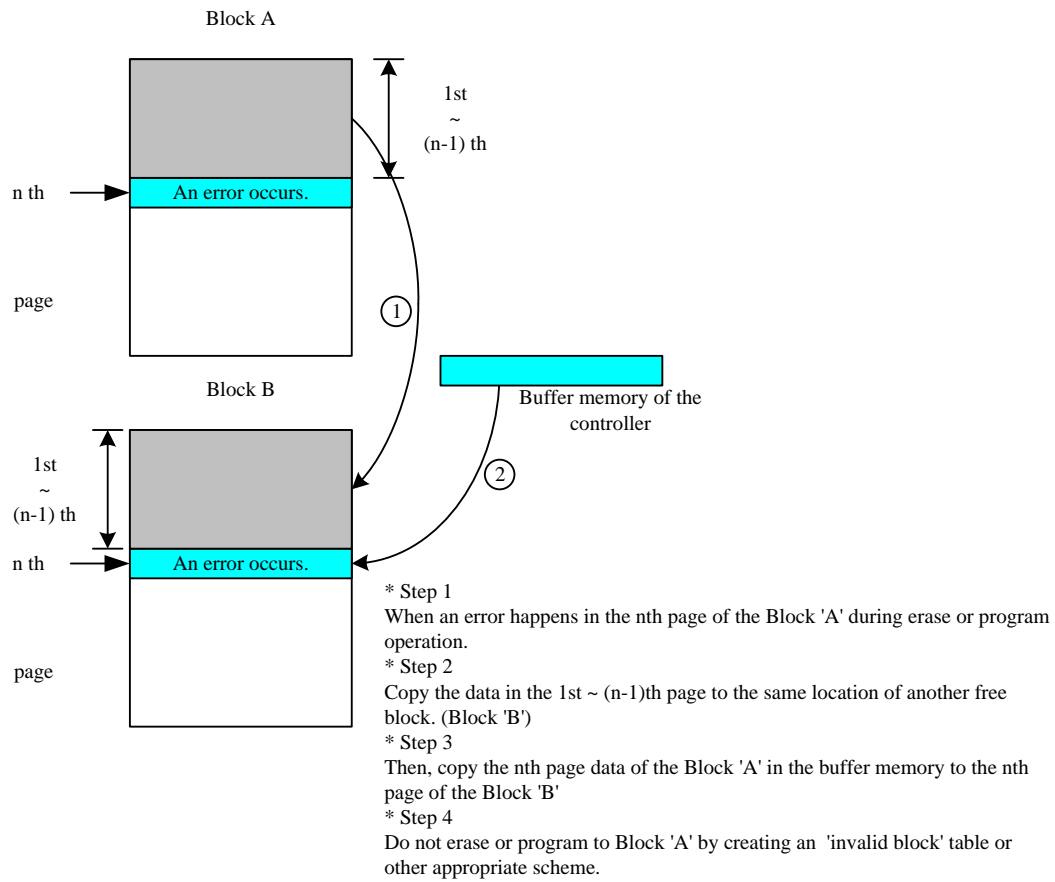 Block A
1st
~
(n-1) th
n th
An error occurs.
page
1
Block B
Buffer memory of the
controller
1st
~
(n-1) th
2
n th
An error occurs.
page
* Step 1
When an error happens in the nth page of the Block 'A' during erase or program
operation.
* Step 2
Copy the data in the 1st ~ (n-1)th page to the same location of another free
block. (Block 'B')
* Step 3
Then, copy the nth page data of the Block 'A' in the buffer memory to the nth
page of the Block 'B'
* Step 4
Do not erase or program to Block 'A' by creating an 'invalid block' table or
other appropriate scheme.